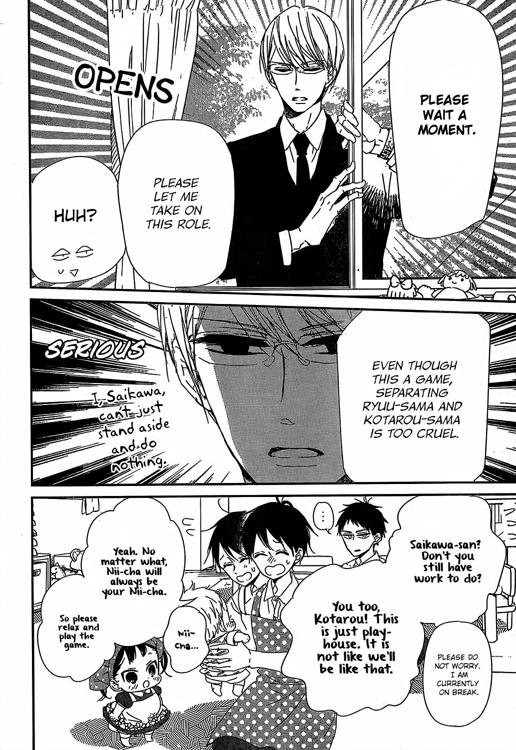 PLEASE
WAIT A
MOMENT.
OPENS
PLEASE
LET ME
TAKE ON
THIS ROLE.
HUH?
EVEN THOUGH
THIS A GAME,
SEPARATING
RYUU-SAMA AND
KOTAROU-SAMA
IS TOO CRUEL.
SERIOUS
I, Saikawa,
can't just
stand aside
and do
nothing.
...
Saikawa-san?
Don't you
still have
work to do?
PLEASE DO
NOT WORRY.
I AM
CURRENTLY
ON BREAK.
You too,
Kotarou! This
is just play-
house. It is
not like we'll
be like that.
Nii-
cha...
Yeah. No
matter what,
Nii-cha will
always be
your Nii-cha.
So please
relax and
play the
game.